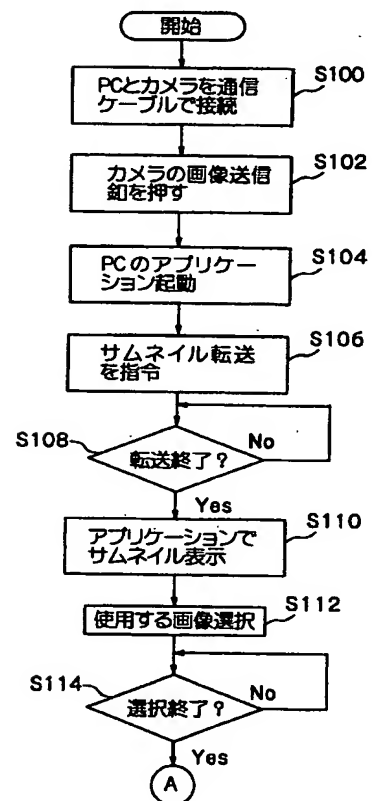 開始
PCとカメラを通信
ケーブルで接続
S100
カメラの画像送信
釦を押す
S102
PCのアプリケー
ション起動
S104
サムネイル転送
を指令
S106
S108
転送終了?
No
Yes
アプリケーションで
サムネイル表示
S110
使用する画像選択
S112
S114
選択終了?
No
Yes
A